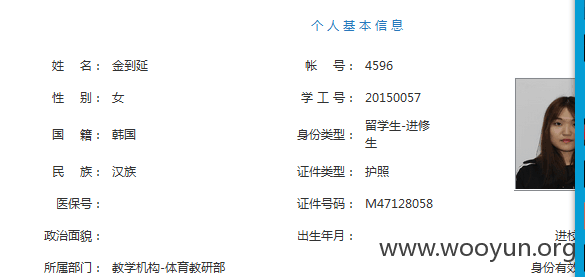 个人基本信息
姓 名： 金到延 帐 号： 4596
性 别： 女 学 工 号： 20150057
国 籍： 韩国 身份类型： 留学生-进修
生
民 族： 汉族 证件类型： 护照
医保号： 证件号码： M47128058
政治面貌： 出生年月： 进校
www.wooyun.org
所属部门： 教学机构-体育教研部 身份有效